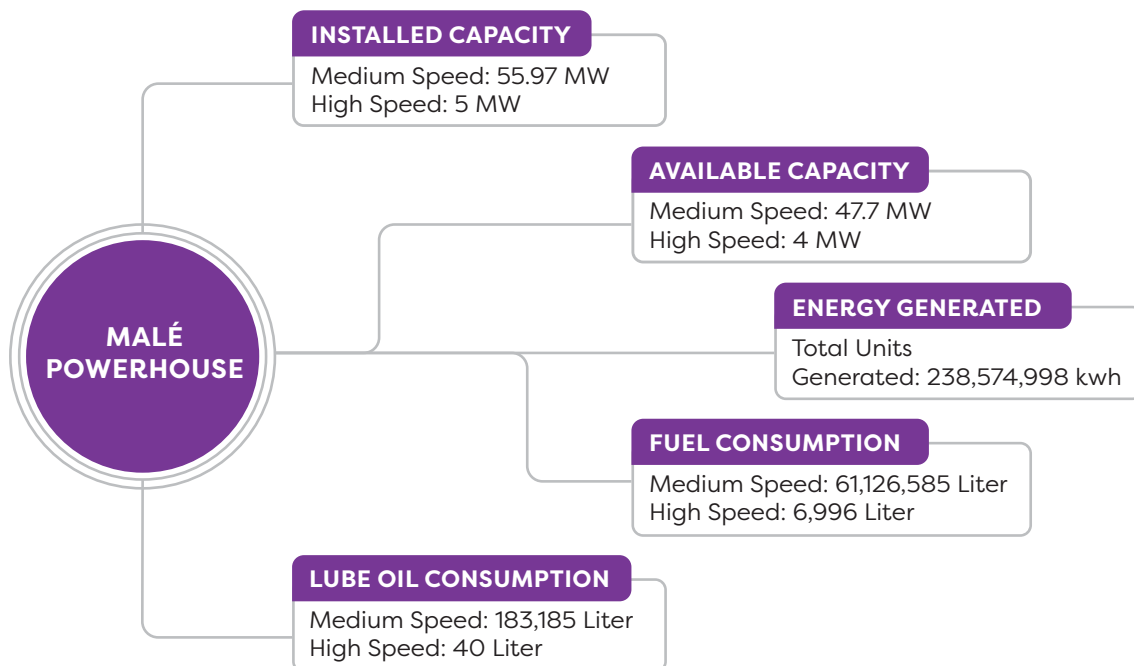 INSTALLED CAPACITY
Medium Speed: 55.97 MW
High Speed: 5 MW
AVAILABLE CAPACITY
Medium Speed: 47.7 MW
High Speed: 4 MW
MALÉ
POWERHOUSE
ENERGY GENERATED
Total Units
Generated: 238,574,998 kwh
FUEL CONSUMPTION
Medium Speed: 61,126,585 Liter
High Speed: 6,996 Liter
LUBE OIL CONSUMPTION
Medium Speed: 183,185 Liter
High Speed: 40 Liter